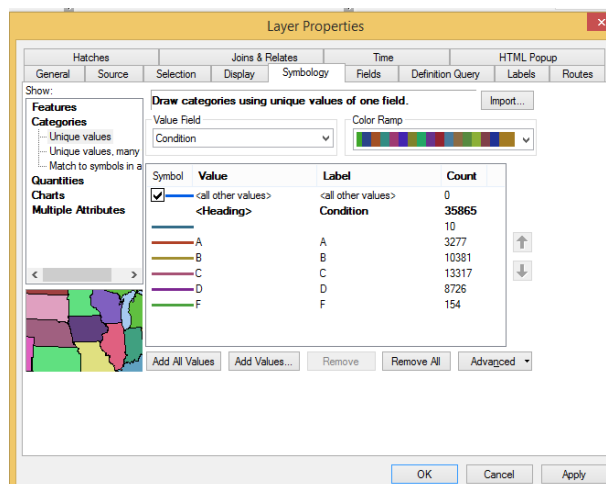 Layer Properties
Hatches Joins & Relates Time HTML Popup
General Source Selection Display Symbology Fields Definition Query Labels Routes
Show:
Features
Categories
Unique values
Unique values, many
Match to symbols in a
Quantities
Charts
Multiple Attributes
Draw categories using unique values of one field.
Import...
Value Field
Condition
Color Ramp
Symbol Value Label Count
<all other values> <all other values> 0
<Heading> Condition 35865
10
A A 3277
B B 10381
C C 13317
D D 8726
F F 154
Add All Values Add Values... Remove Remove All Advanced
OK Cancel Apply